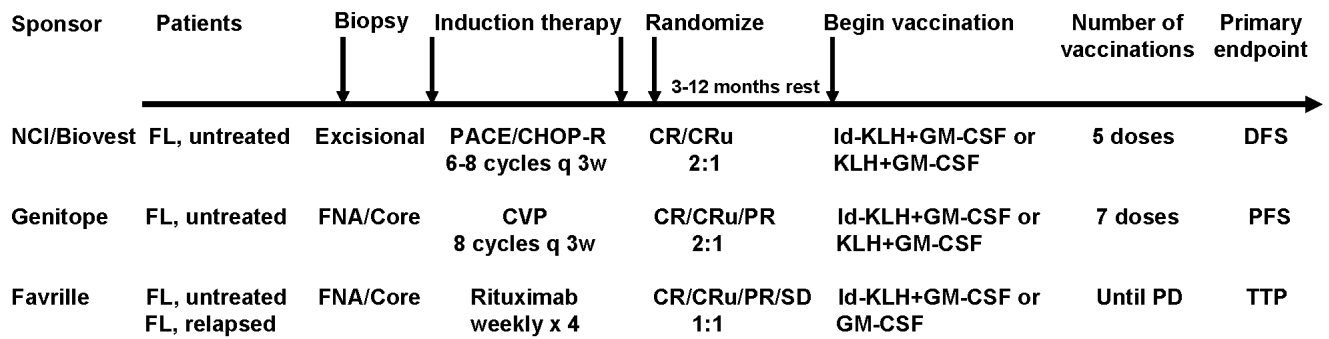 Sponsor Patients Biopsy Induction therapy Randomize Begin vaccination Number of vaccinations Primary endpoint
3-12 months rest
NCI/Biovest FL, untreated Excisional PACE/CHOP-R CR/CRu Id-KLH+GM-CSF or 5 doses DFS
6-8 cycles q 3w 2:1 KLH+GM-CSF
Genitope FL, untreated FNA/Core CVP CR/CRu/PR Id-KLH+GM-CSF or 7 doses PFS
8 cycles q 3w 2:1 KLH+GM-CSF
Favrille FL, untreated FNA/Core Rituximab CR/CRu/PR/SD Id-KLH+GM-CSF or Until PD TTP
FL, relapsed weekly x 4 1:1 GM-CSF